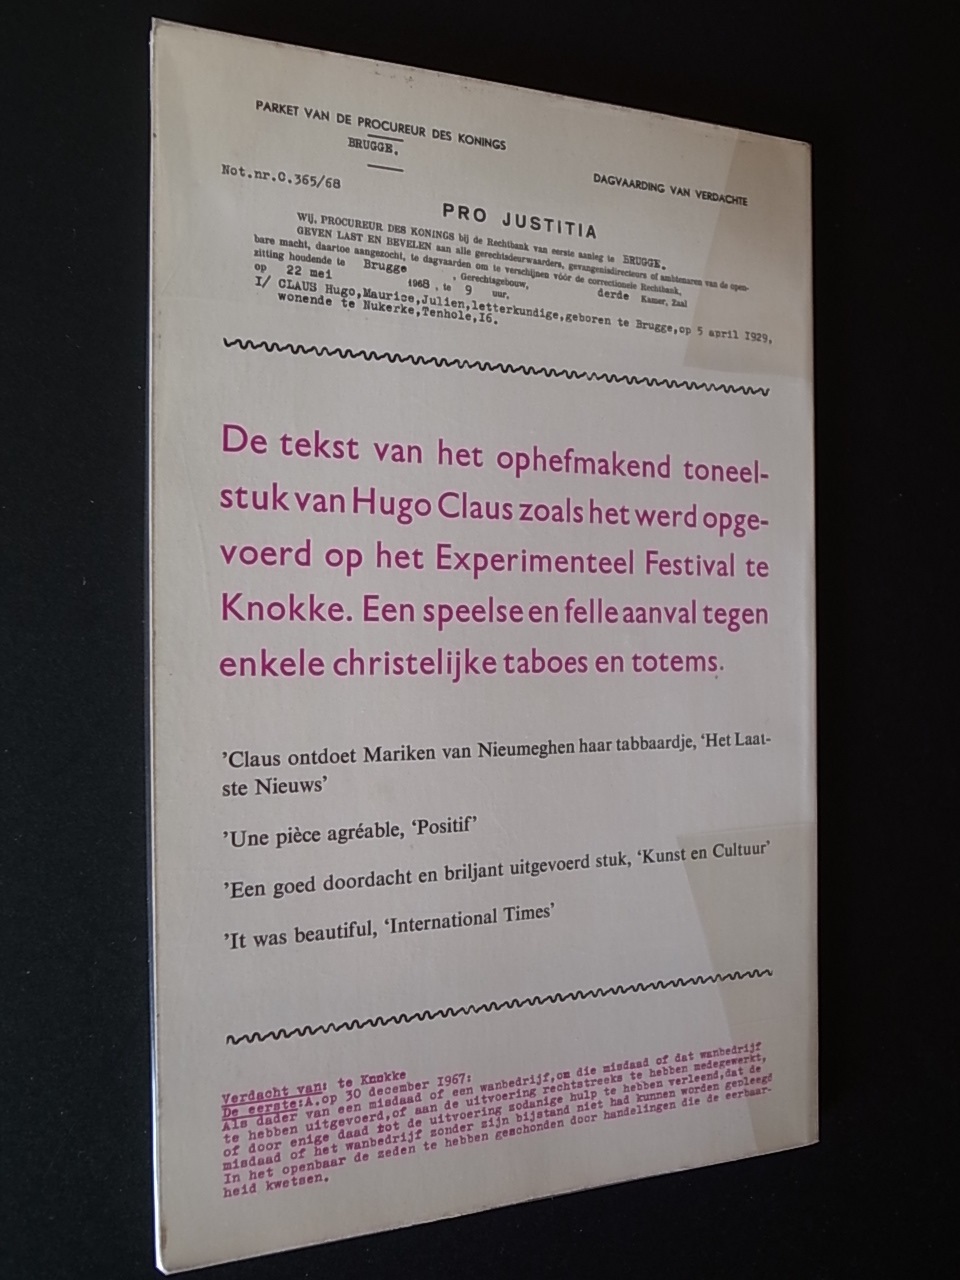 PARKET VAN DE PROCUREUR DES KONINGS
BRUGGE.
DAGVAARDING VAN VERDACHTE
Not.nr.C.365/68
PRO JUSTITIA
Wij, PROCUREUR DES KONINGS bij de Rechtbank van eerste aanleg te BRUGGE.
GEVEN LAST EN BEVELEN aan alle gerechtsdeurwaarders, gevangenisdirecteurs of ambtenaren van de open-
bare macht, daartoe aangezocht, te dagvaarden om te verschijnen vóór de correctionele Rechtbank,
zitting houdende te Brugge , Gerechtsgebouw, derde Kamer, Zaal
op 22 mei 1968, te 9 uur,
I/ CLAUS Hugo,Maurice,Julien,letterkundige,geboren te Brugge,op 5 april I929,
wonende te Nukerke,Tenhole,I6.
De tekst van het ophefmakend toneel-
stuk van Hugo Claus zoals het werd opge-
voerd op het Experimenteel Festival te
Knokke. Een speelse en felle aanval tegen
enkele christelijke taboes en totems.
’Claus ontdoet Mariken van Nieumeghen haar tabbaardje, ‘Het Laat-
ste Nieuws’
’Une pièce agréable, ‘Positif’
’Een goed doordacht en briljant uitgevoerd stuk, ‘Kunst en Cultuur’
’It was beautiful, ‘International Times’
Verdacht van: te Knokke
De eerste:A.op 30 december I967:
Als dader van een misdaad of een wanbedrijf,om die misdaad of dat wanbedrijf
te hebben uitgevoerd,of aan de uitvoering rechtstreeks te hebben medegewerkt,
of door enige daad tot de uitvoering zodanige hulp te hebben verleend,dat de
misdaad of het wanbedrijf zonder zijn bijstand niet had kunnen worden gepleegd
In het openbaar de zeden te hebben geschonden door handelingen die de eerbaar-
heid kwetsen.